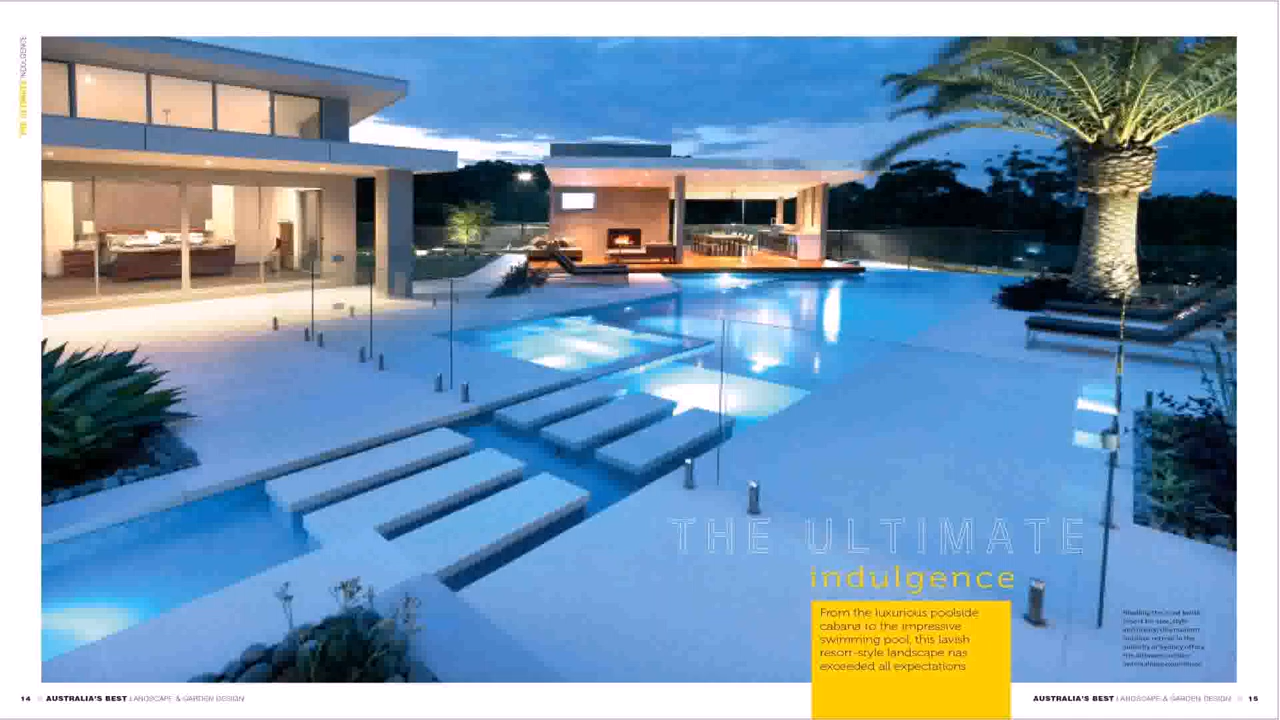 THE ULTIMATE INDULGENCE
THE ULTIMATE
indulgence
From the luxurious poolside
cabana to the impressive
swimming pool, this lavish
resort-style landscape has
exceeded all expectations
14 AUSTRALIA'S BEST LANDSCAPE & GARDEN DESIGN
AUSTRALIA'S BEST LANDSCAPE & GARDEN DESIGN 15